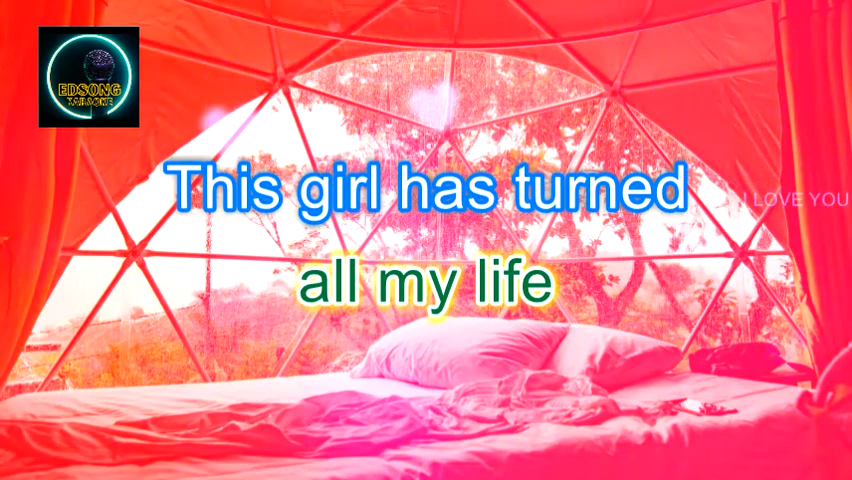 EDSONG
KARAOKE
This girl has turned
I LOVE YOU
all my life